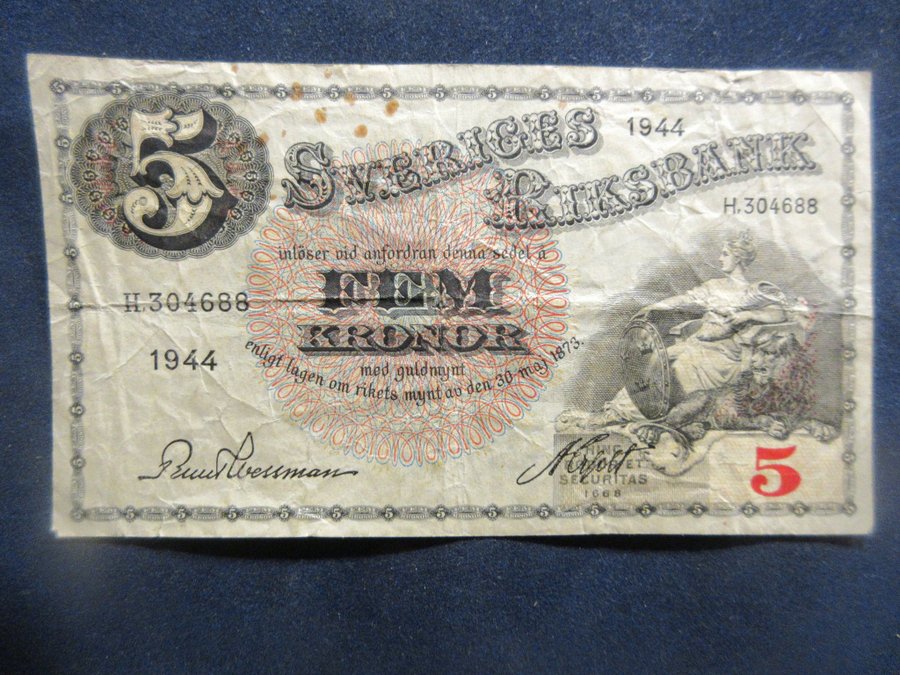 5
SVERIGES 1944
RIKSBANK
H,304688
inlöser vid anfordran denna sedel å
FEM
KRONOR
H.304688
1944
med guldmynt
enligt lagen om rikets mynt av den 30 maj 1873.
SECURITAS
1668
5